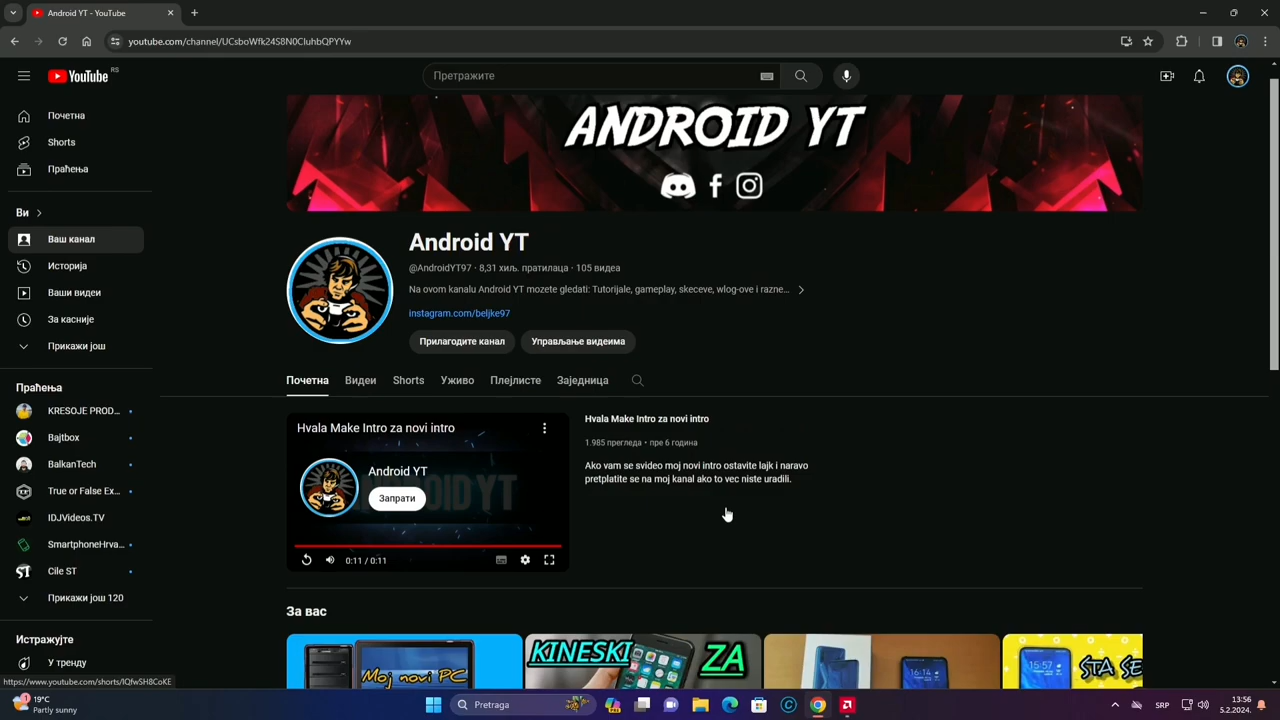 Android YT - YouTube
youtube.com/channel/UCsboWfk24S8N0CluhbQPYYw
YouTube RS
Претражите
Почетна
Shorts
Праћења
Ви
Ваш канал
Историја
Ваши видеи
За касније
Прикажи још
Праћења
KRESOJE PROD...
Bajtbox
BalkanTech
True or False Ex...
IDJVideos.TV
SmartphoneHrva...
Cile ST
Прикажи још 120
Истражујте
У тренду
https://www.youtube.com/shorts/IQfwSH8CoKE
ANDROID YT
Android YT
@AndroidYT97 · 8,31 хиљ. пратилаца · 105 видеа
Na ovom kanalu Android YT mozete gledati: Tutorijale, gameplay, skeceve, wlog-ove i razne...
instagram.com/beljke97
Прилагодите канал
Управљање видеима
Почетна Видеи Shorts Уживо Плејлисте Заједница
Hvala Make Intro za novi intro
Android YT
Запрати
0:11 / 0:11
Hvala Make Intro za novi intro
1.985 прегледа • пре 6 година
Ako vam se svideo moj novi intro ostavite lajk i naravo
pretplatite se na moj kanal ako to vec niste uradili.
За вас
Moj novi PC
KINESKI ZA
16:14
15:57
STA SE
19°C
Partly sunny
Pretraga
SRP
13:56
5.2.2024.